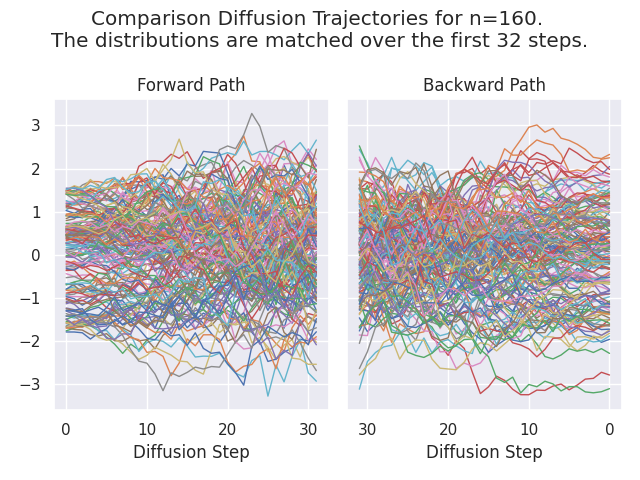 Comparison Diffusion Trajectories for n=160.
The distributions are matched over the first 32 steps.
Forward Path
Backward Path
3
2
1
0
−1
−2
−3
0 10 20 30
30 20 10 0
Diffusion Step
Diffusion Step